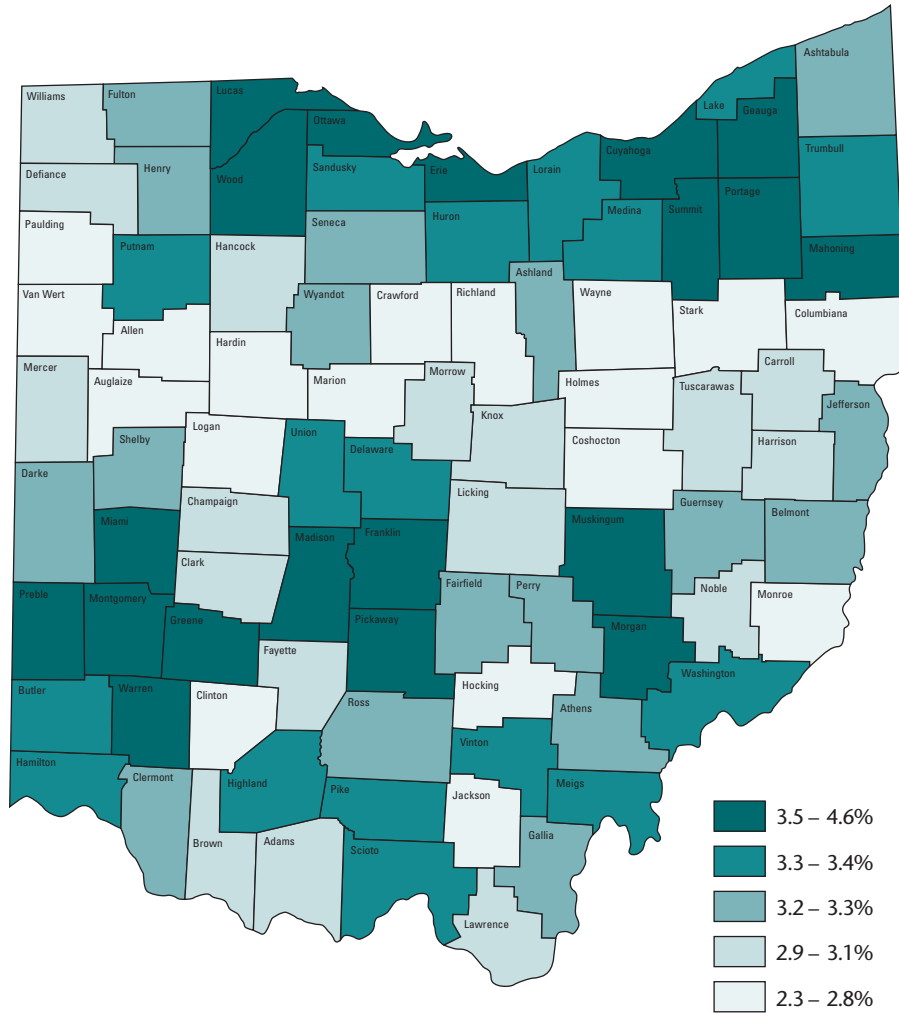 Ashtabula
Williams
Fulton
Lucas
Lake
Geauga
Ottawa
Cuyahoga
Trumbull
Defiance
Henry
Wood
Sandusky
Erie
Lorain
Medina
Summit
Portage
Paulding
Putnam
Hancock
Seneca
Huron
Mahoning
Ashland
Van Wert
Allen
Wyandot
Crawford
Richland
Wayne
Stark
Columbiana
Hardin
Mercer
Auglaize
Marion
Morrow
Holmes
Tuscarawas
Carroll
Jefferson
Logan
Union
Knox
Shelby
Delaware
Coshocton
Harrison
Darke
Champaign
Licking
Guernsey
Belmont
Miami
Madison
Franklin
Muskingum
Clark
Preble
Montgomery
Greene
Pickaway
Fairfield
Perry
Morgan
Noble
Monroe
Fayette
Butler
Warren
Clinton
Ross
Hocking
Athens
Washington
Hamilton
Clermont
Highland
Pike
Vinton
Meigs
Jackson
Brown
Adams
Scioto
Gallia
Lawrence
3.5 – 4.6%
3.3 – 3.4%
3.2 – 3.3%
2.9 – 3.1%
2.3 – 2.8%